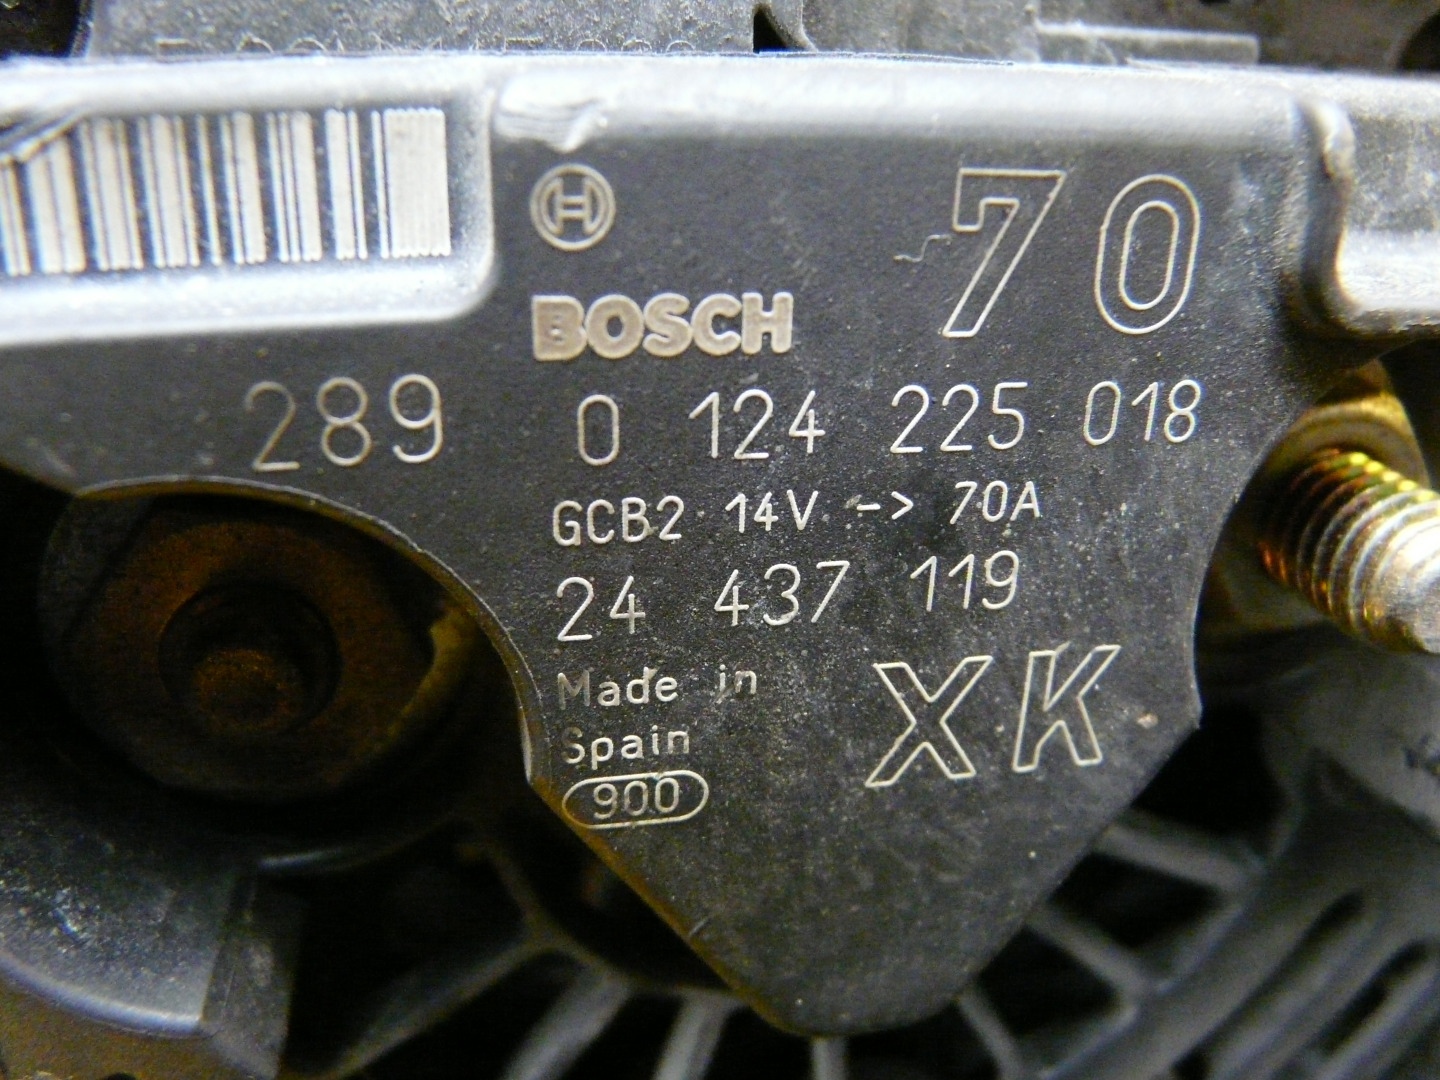 70
BOSCH
289 0 124 225 018
GCB2 14V -> 70A
24 437 119
Made in
Spain
XK
900